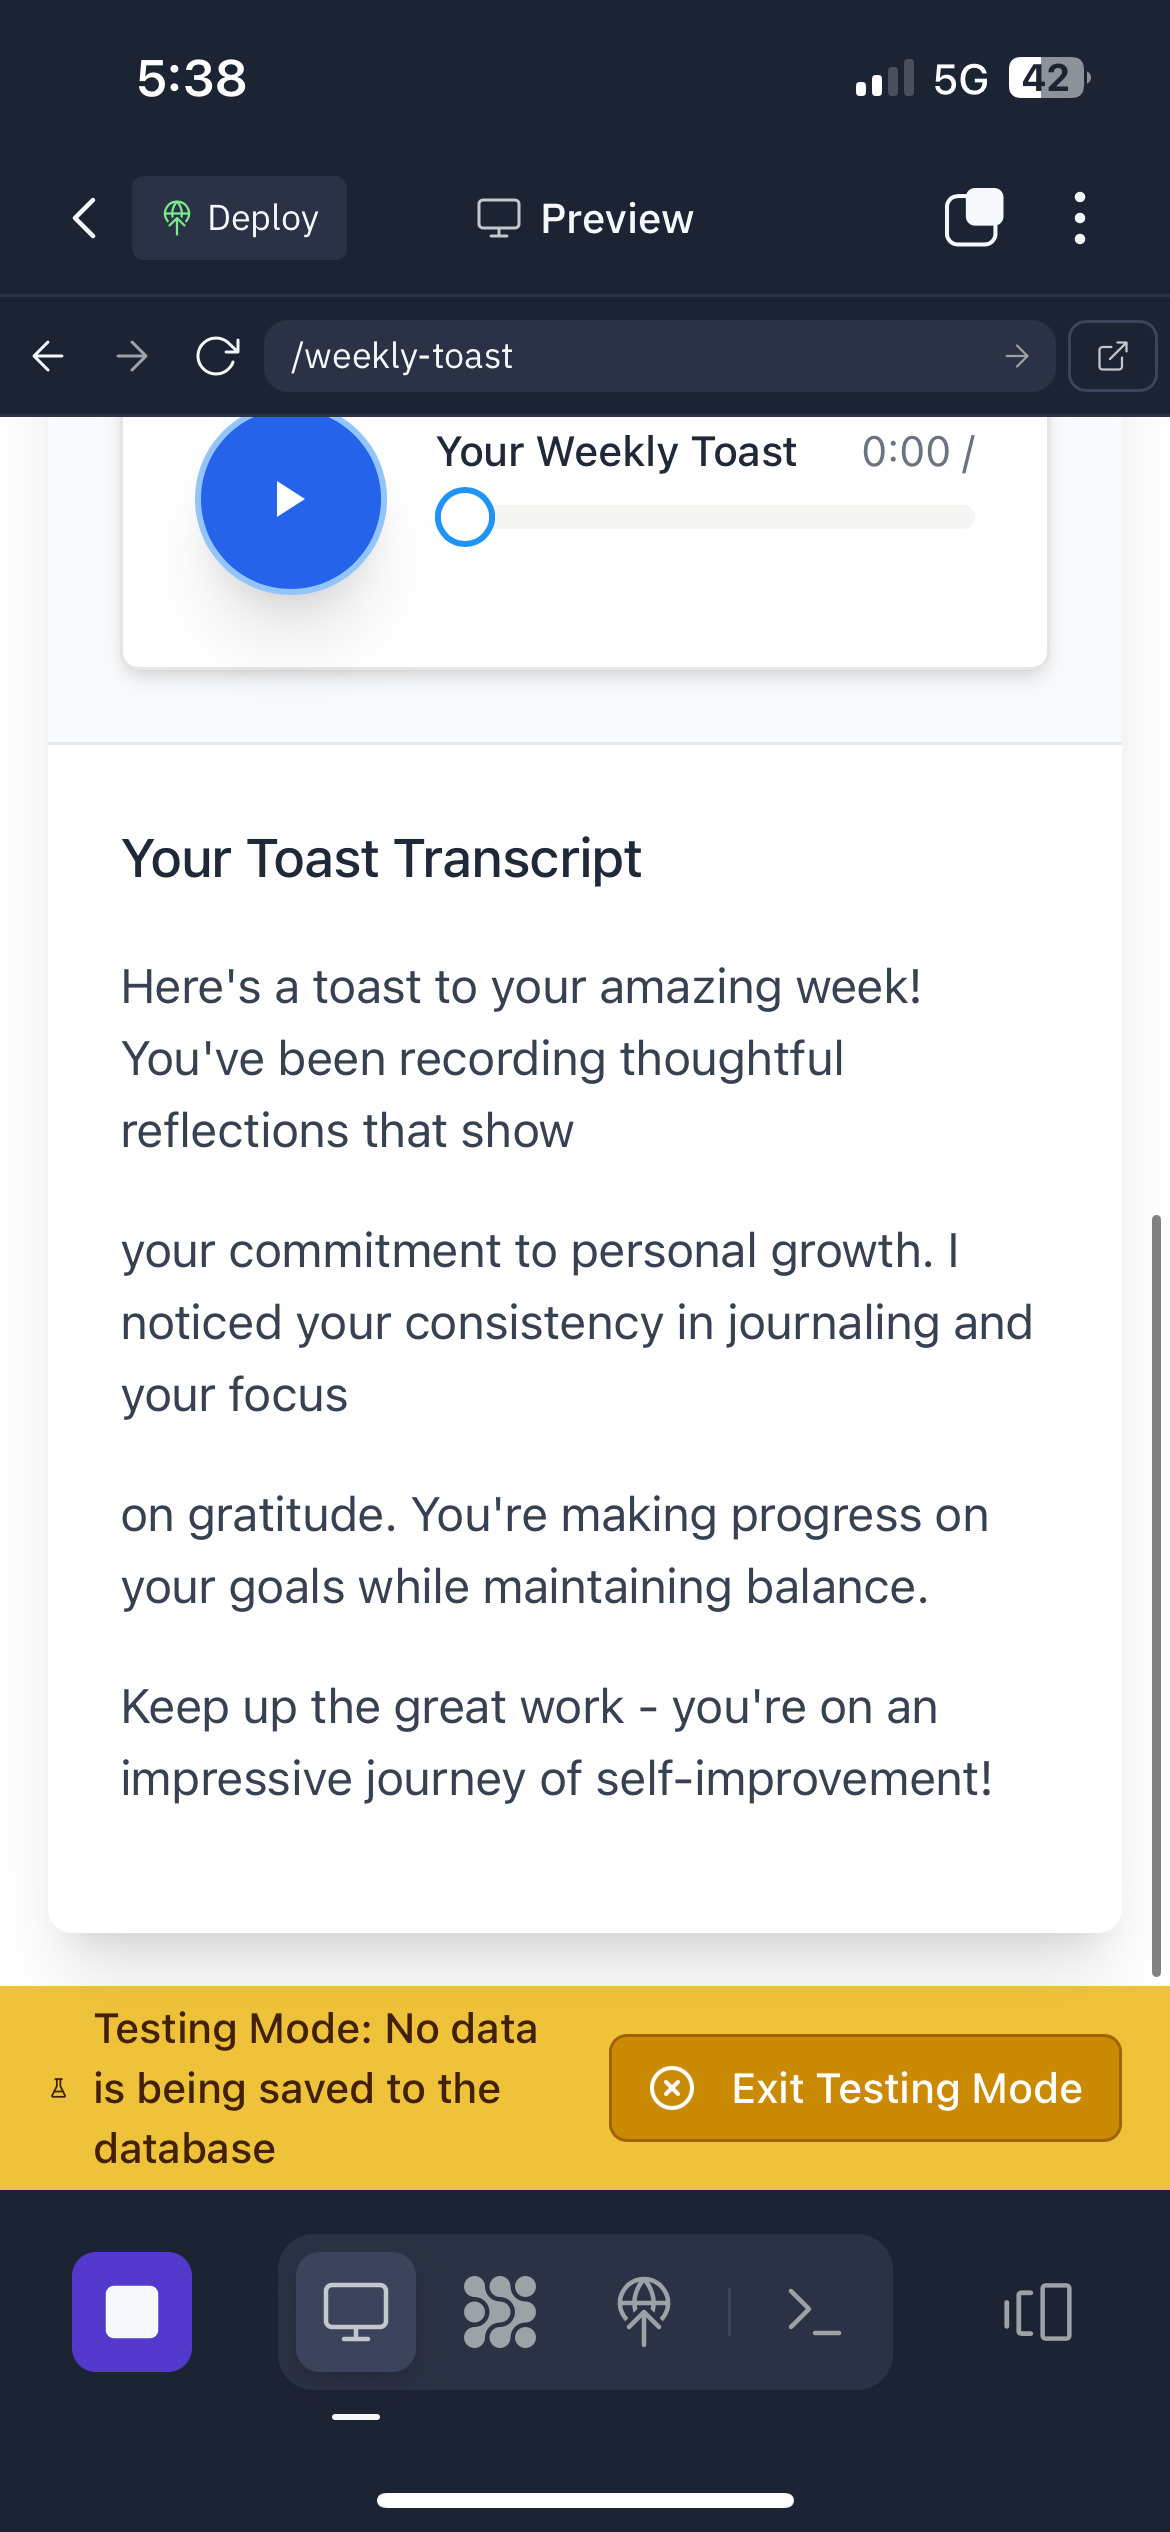 5:38
5G 42
Deploy
Preview
/weekly-toast
Your Weekly Toast 0:00 /
Your Toast Transcript
Here's a toast to your amazing week!
You've been recording thoughtful
reflections that show
your commitment to personal growth. I
noticed your consistency in journaling and
your focus
on gratitude. You're making progress on
your goals while maintaining balance.
Keep up the great work - you're on an
impressive journey of self-improvement!
Testing Mode: No data
is being saved to the
database
Exit Testing Mode